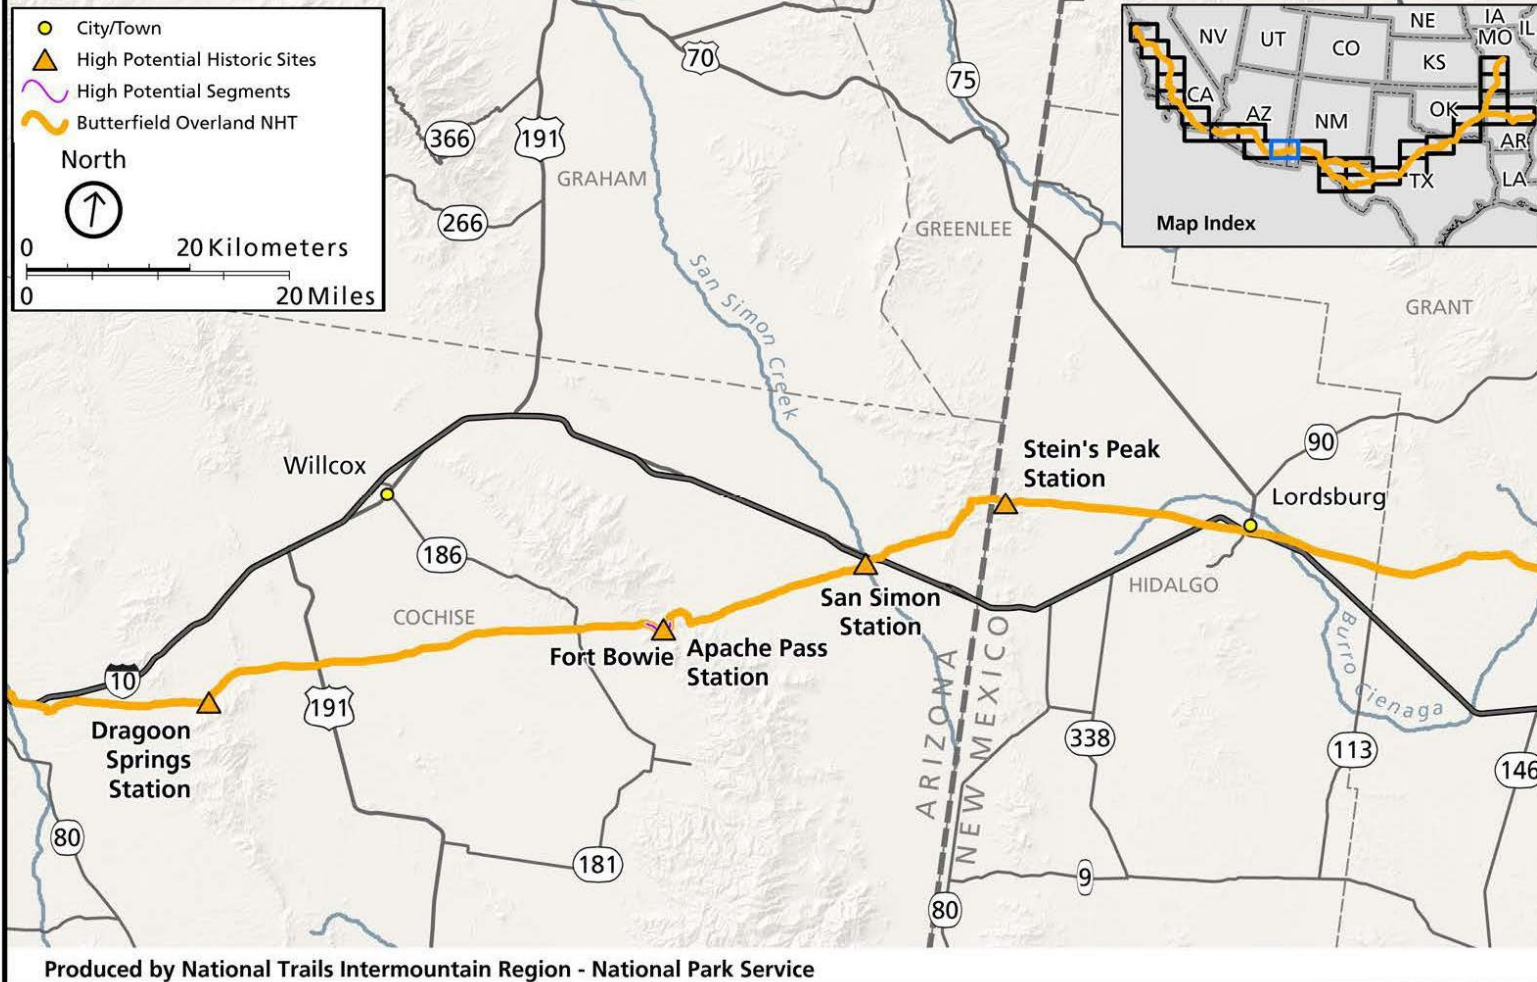 City/Town
High Potential Historic Sites
High Potential Segments
Butterfield Overland NHT
North
0
20 Kilometers
0
20 Miles
NV
UT
CO
NE
IA
IL
KS
MO
CA
AZ
NM
OK
AR
TX
LA
Map Index
70
75
366
191
266
GRAHAM
GREENLEE
GRANT
San Simon Creek
90
Willcox
Stein's Peak
Station
Lordsburg
186
COCHISE
HIDALGO
San Simon
Station
Fort Bowie
Apache Pass
Station
10
191
Dragoon
Springs
Station
ARIZONA
NEW MEXICO
Burro Cienaga
338
113
146
80
181
9
80
Produced by National Trails Intermountain Region - National Park Service